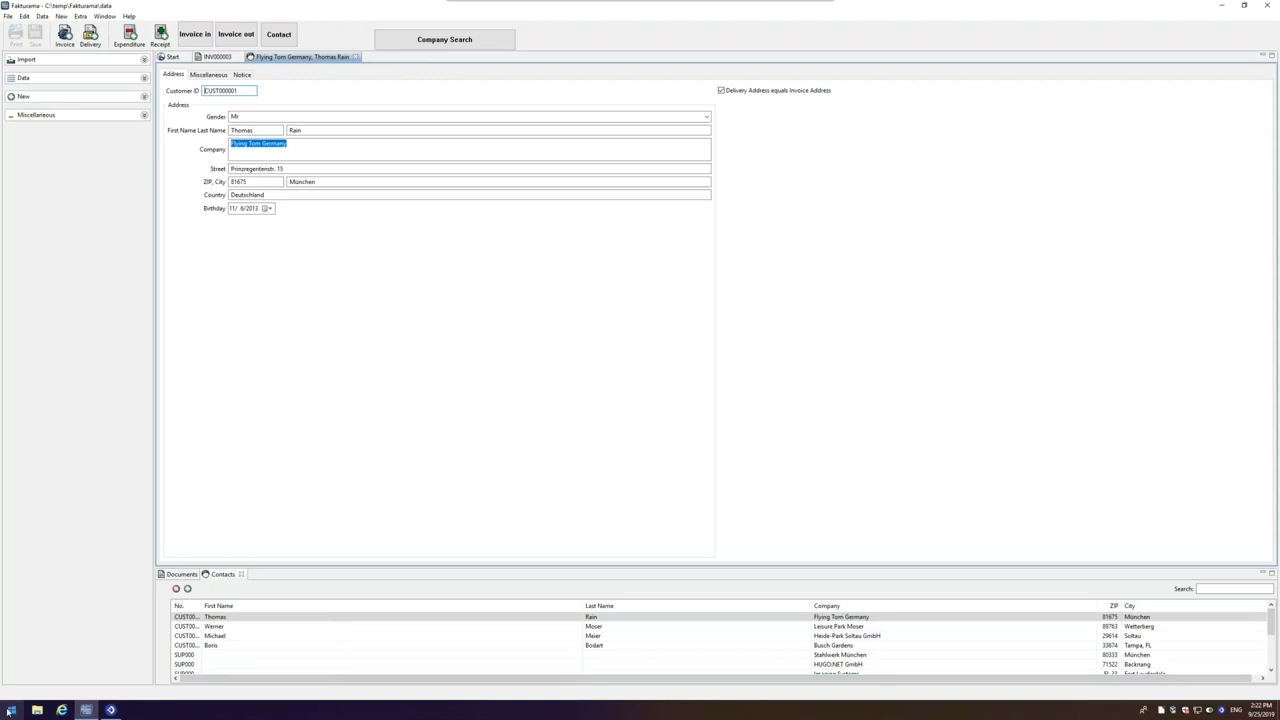 Fakturama - C:\temp\Fakturama\data
File Edit Data New Extra Window Help
Print Save Invoice Delivery Expenditure Receipt Invoice in Invoice out Contact Company Search
Import
Data
New
... Miscellaneous
Start INV000003 Flying Tom Germany, Thomas Rain
Address Miscellaneous Notice
Customer ID CUST000001 Delivery Address equals Invoice Address
Address
Gender Mr
First Name Last Name Thomas Rain
Company Flying Tom Germany
Street Prinzregentenstr. 15
ZIP, City 81675 München
Country Deutschland
Birthday 11/ 6/2013
Documents Contacts
Search:
No. First Name Last Name Company ZIP City
CUST00... Thomas Rain Flying Tom Germany 81675 München
CUST00... Werner Moser Leisure Park Moser 89763 Wetterberg
CUST00... Michael Meier Heide-Park Soltau GmbH 29614 Soltau
CUST00... Boris Bodart Busch Gardens 33674 Tampa, FL
SUP000 Stahlwerk München 80333 München
SUP000 HUGO.NET GmbH 71522 Backnang
ENG 2:22 PM
9/25/2019